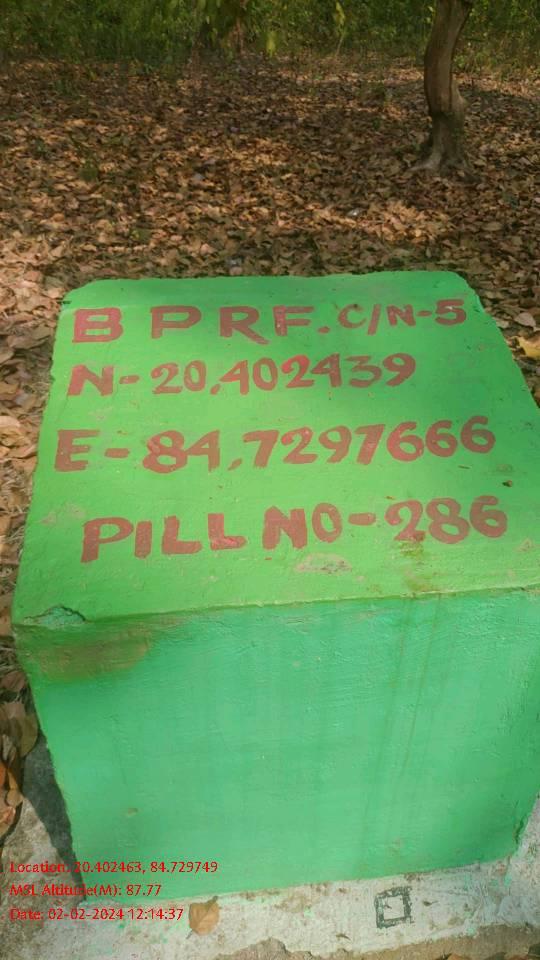 B P R F. C/N-5
N-20.402439
E-84.7297666
PILL NO-286
Location: 20.402463, 84.729749
MSL Altitude(M): 87.77
Date: 02-02-2024 12:14:37